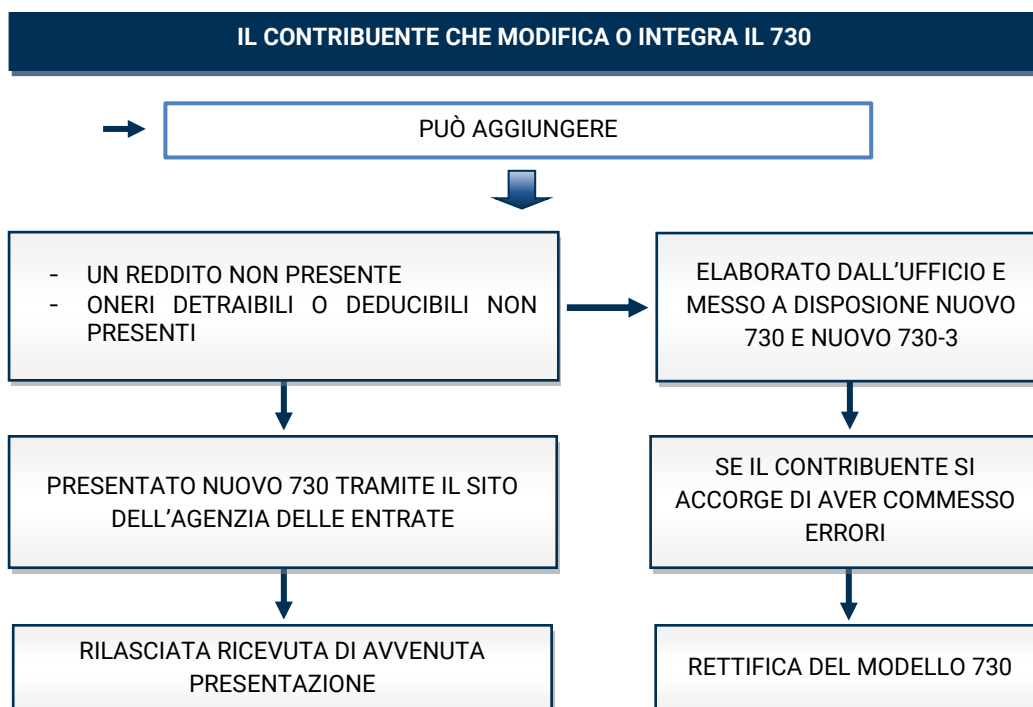 IL CONTRIBUENTE CHE MODIFICA O INTEGRA IL 730
PUÒ AGGIUNGERE
- UN REDDITO NON PRESENTE
- ONERI DETRAIBILI O DEDUCIBILI NON
PRESENTI
ELABORATO DALL'UFFICIO E
MESSO A DISPOSIONE NUOVO
730 E NUOVO 730-3
PRESENTATO NUOVO 730 TRAMITE IL SITO
DELL'AGENZIA DELLE ENTRATE
SE IL CONTRIBUENTE SI
ACCORGE DI AVER COMMESSO
ERRORI
RILASCIATA RICEVUTA DI AVVENUTA
PRESENTAZIONE
RETTIFICA DEL MODELLO 730